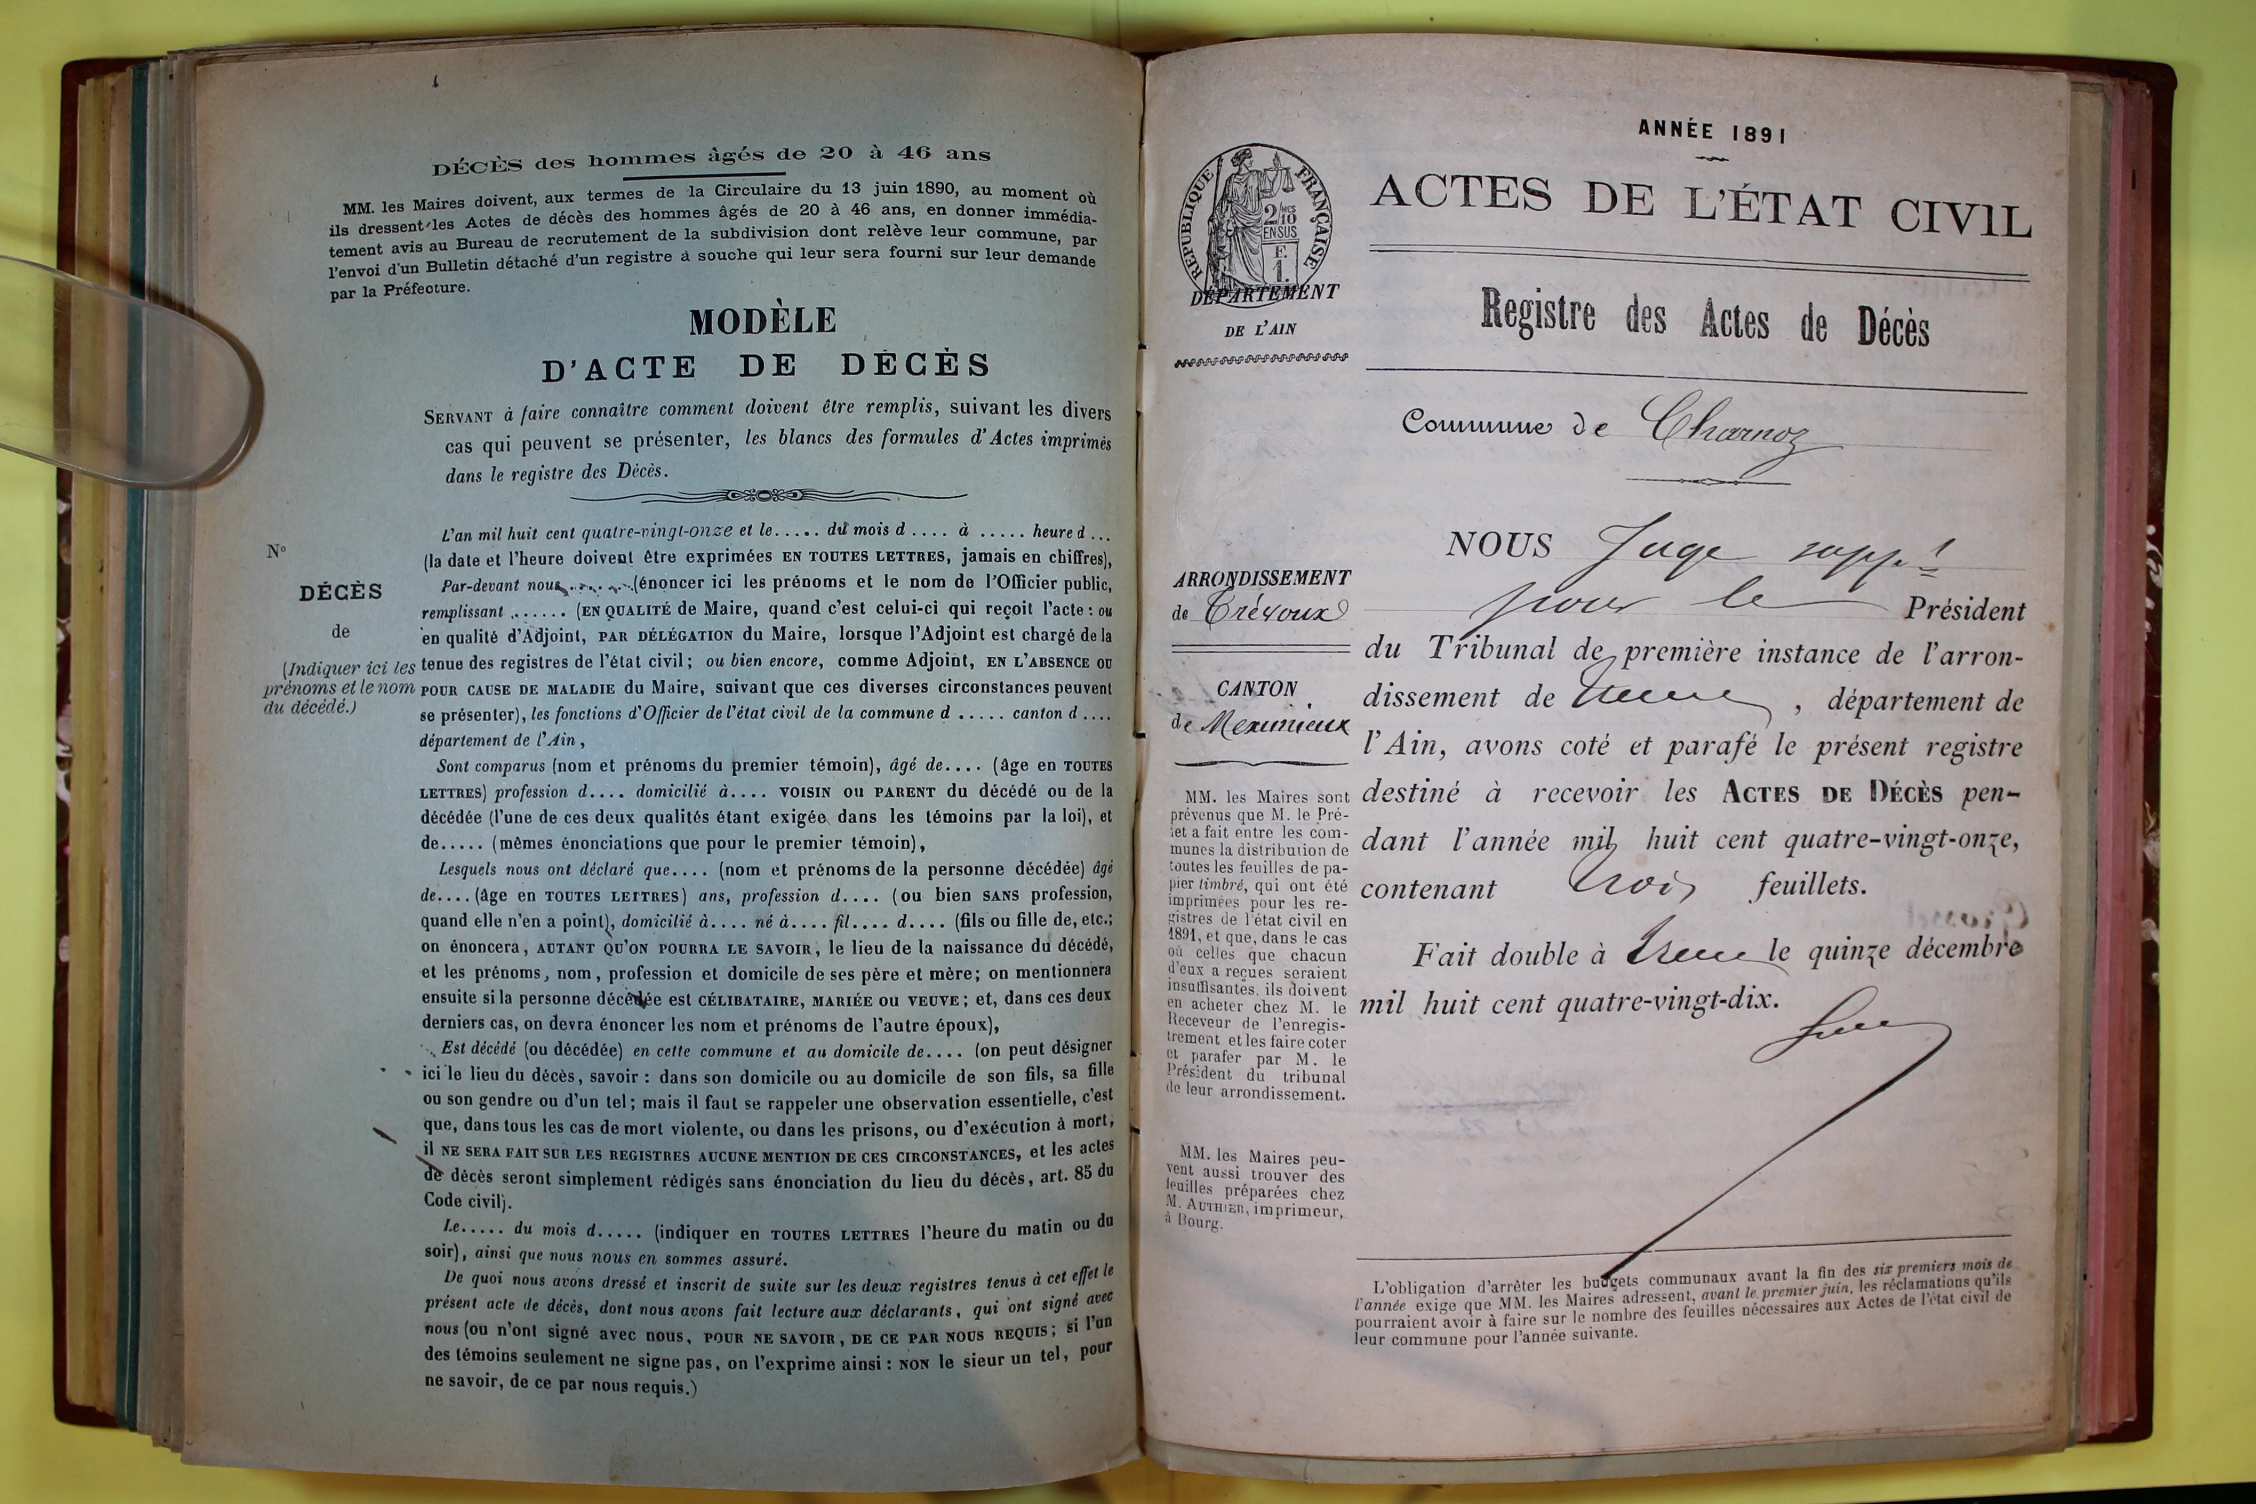 DÉCÈS des hommes âgés de 20 à 46 ans
MM. les Maires doivent, aux termes de la Circulaire du 13 juin 1890, au moment où
ils dressent les Actes de décès des hommes âgés de 20 à 46 ans, en donner immédia-
tement avis au Bureau de recrutement de la subdivision dont relève leur commune, par
l'envoi d'un Bulletin détaché d'un registre à souche qui leur sera fourni sur leur demande
par la Préfecture.
MODÈLE
D'ACTE DE DÉCÈS
SERVANT à faire connaître comment doivent être remplis, suivant les divers
cas qui peuvent se présenter, les blancs des formules d'Actes imprimés
dans le registre des Décès.
N°
DÉCÈS
de
(Indiquer ici les
prénoms et le nom
du décédé.)
L'an mil huit cent quatre-vingt-onze et le..... du mois d.... à ..... heure d...
(la date et l'heure doivent être exprimées EN TOUTES LETTRES, jamais en chiffres),
Par-devant nous.......(énoncer ici les prénoms et le nom de l'Officier public,
remplissant ...... (EN QUALITÉ de Maire, quand c'est celui-ci qui reçoit l'acte : ou
en qualité d'Adjoint, PAR DÉLÉGATION du Maire, lorsque l'Adjoint est chargé de la
tenue des registres de l'état civil ; ou bien encore, comme Adjoint, EN L'ABSENCE OU
POUR CAUSE DE MALADIE du Maire, suivant que ces diverses circonstances peuvent
se présenter), les fonctions d'Officier de l'état civil de la commune d ..... canton d ....
département de l'Ain,
Sont comparus (nom et prénoms du premier témoin), âgé de.... (âge en TOUTES
LETTRES) profession d.... domicilié à.... VOISIN OU PARENT du décédé ou de la
décédée (l'une de ces deux qualités étant exigée dans les témoins par la loi), et
de..... (mêmes énonciations que pour le premier témoin),
Lesquels nous ont déclaré que.... (nom et prénoms de la personne décédée) âgé
de....(âge en TOUTES LETTRES) ans, profession d.... (ou bien SANS profession,
quand elle n'en a point), domicilié à.... né à.... fil.... d.... (fils ou fille de, etc.;
on énoncera, AUTANT QU'ON POURRA LE SAVOIR, le lieu de la naissance du décédé,
et les prénoms, nom, profession et domicile de ses père et mère; on mentionnera
ensuite si la personne décédée est CÉLIBATAIRE, MARIÉE OU VEUVE; et, dans ces deux
derniers cas, on devra énoncer les nom et prénoms de l'autre époux),
Est décédé (ou décédée) en cette commune et au domicile de.... (on peut désigner
ici le lieu du décès, savoir : dans son domicile ou au domicile de son fils, sa fille
ou son gendre ou d'un tel; mais il faut se rappeler une observation essentielle, c'est
que, dans tous les cas de mort violente, ou dans les prisons, ou d'exécution à mort,
il NE SERA FAIT SUR LES REGISTRES AUCUNE MENTION DE CES CIRCONSTANCES, et les actes
de décès seront simplement rédigés sans énonciation du lieu du décès, art. 85 du
Code civil).
Le..... du mois d..... (indiquer en TOUTES LETTRES l'heure du matin ou du
soir), ainsi que nous nous en sommes assuré.
De quoi nous avons dressé et inscrit de suite sur les deux registres tenus à cet effet le
présent acte de décès, dont nous avons fait lecture aux déclarants, qui ont signé avec
nous (ou n'ont signé avec nous, POUR NE SAVOIR, DE CE PAR NOUS REQUIS; si l'un
des témoins seulement ne signe pas, on l'exprime ainsi : NON le sieur un tel, pour
ne savoir, de ce par nous requis.)
ANNÉE 1891
ACTES DE L'ÉTAT CIVIL
RÉPUBLIQUE FRANÇAISE
2/10
EN SUS
E
1.
DÉPARTEMENT
DE L'AIN
Registre des Actes de Décès
Commune de Charnoz
ARRONDISSEMENT
de Trévoux
CANTON
de Meximieux
MM. les Maires sont
prévenus que M. le Pré-
fet a fait entre les com-
munes la distribution de
toutes les feuilles de pa-
pier timbré, qui ont été
imprimées pour les re-
gistres de l'état civil en
1891, et que, dans le cas
où celles que chacun
d'eux a reçues seraient
insuffisantes, ils doivent
en acheter chez M. le
Receveur de l'enregis-
trement et les faire coter
et parafer par M. le
Président du tribunal
de leur arrondissement.
MM. les Maires peu-
vent aussi trouver des
feuilles préparées chez
M. AUTHIER, imprimeur,
à Bourg.
NOUS Juge supp.t
pour le Président
du Tribunal de première instance de l'arron-
dissement de , département de
l'Ain, avons coté et parafé le présent registre
destiné à recevoir les ACTES DE DÉCÈS pen-
dant l'année mil huit cent quatre-vingt-onze,
contenant trois feuillets.
Fait double à le quinze décembre
mil huit cent quatre-vingt-dix.
L'obligation d'arrêter les budgets communaux avant la fin des six premiers mois de
l'année exige que MM. les Maires adressent, avant le premier juin, les réclamations qu'ils
pourraient avoir à faire sur le nombre des feuilles nécessaires aux Actes de l'état civil de
leur commune pour l'année suivante.